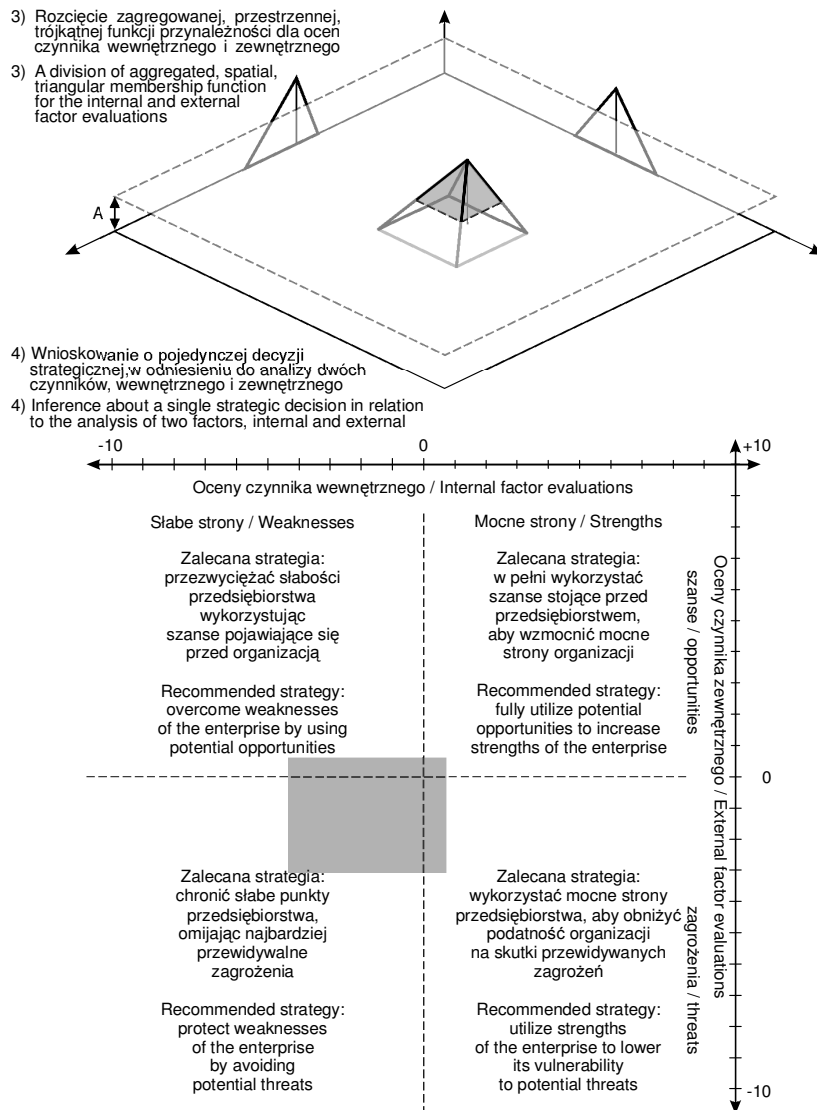 3) Rozcięcie zagregowanej, przestrzennej,
trójkątnej funkcji przynależności dla ocen
czynnika wewnętrznego i zewnętrznego
3) A division of aggregated, spatial,
triangular membership function
for the internal and external
factor evaluations
A
4) Wnioskowanie o pojedynczej decyzji
strategicznej,w odniesieniu do analizy dwóch
czynników, wewnętrznego i zewnętrznego
4) Inference about a single strategic decision in relation
to the analysis of two factors, internal and external
-10
0
+10
Oceny czynnika wewnętrznego / Internal factor evaluations
Słabe strony / Weaknesses
Mocne strony / Strengths
Zalecana strategia:
przezwyciężać słabości
przedsiębiorstwa
wykorzystując
szanse pojawiające się
przed organizacją
Recommended strategy:
overcome weaknesses
of the enterprise by using
potential opportunities
Zalecana strategia:
w pełni wykorzystać
szanse stojące przed
przedsiębiorstwem,
aby wzmocnić mocne
strony organizacji
Recommended strategy:
fully utilize potential
opportunities to increase
strengths of the enterprise
szanse / opportunities
Oceny czynnika zewnętrznego / External factor evaluations
0
Zalecana strategia:
chronić słabe punkty
przedsiębiorstwa,
omijając najbardziej
przewidywalne
zagrożenia
Recommended strategy:
protect weaknesses
of the enterprise
by avoiding
potential threats
Zalecana strategia:
wykorzystać mocne strony
przedsiębiorstwa, aby obniżyć
podatność organizacji
na skutki przewidywanych
zagrożeń
Recommended strategy:
utilize strengths
of the enterprise to lower
its vulnerability
to potential threats
zagrożenia / threats
-10